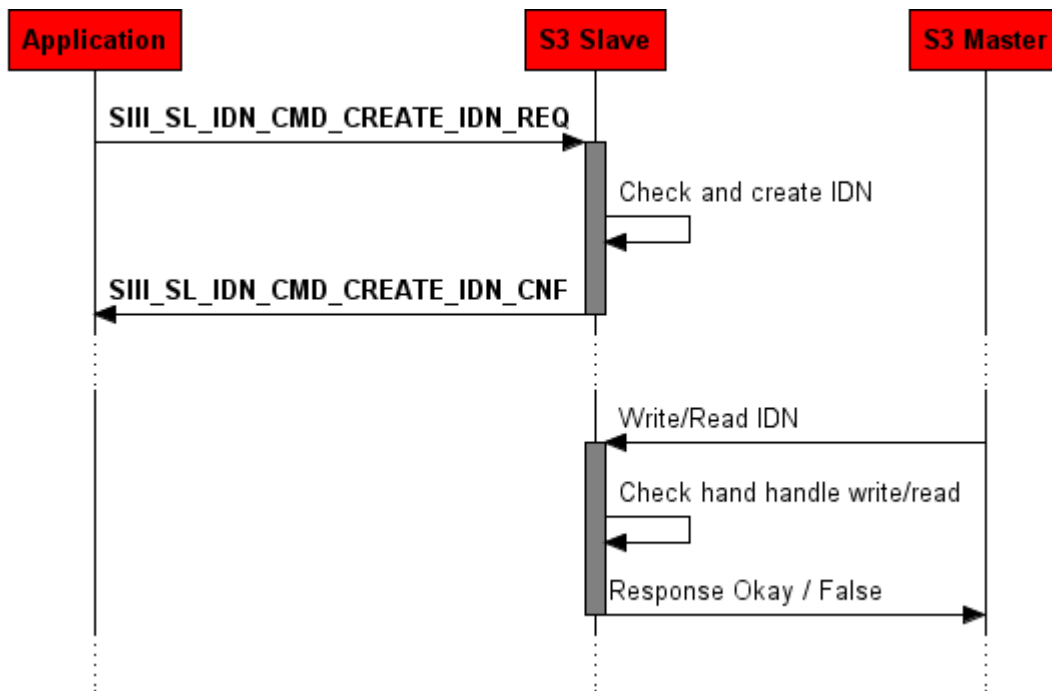 Application
S3 Slave
S3 Master
SIII_SL_IDN_CMD_CREATE_IDN_REQ
Check and create IDN
SIII_SL_IDN_CMD_CREATE_IDN_CNF
Write/Read IDN
Check hand handle write/read
Response Okay / False